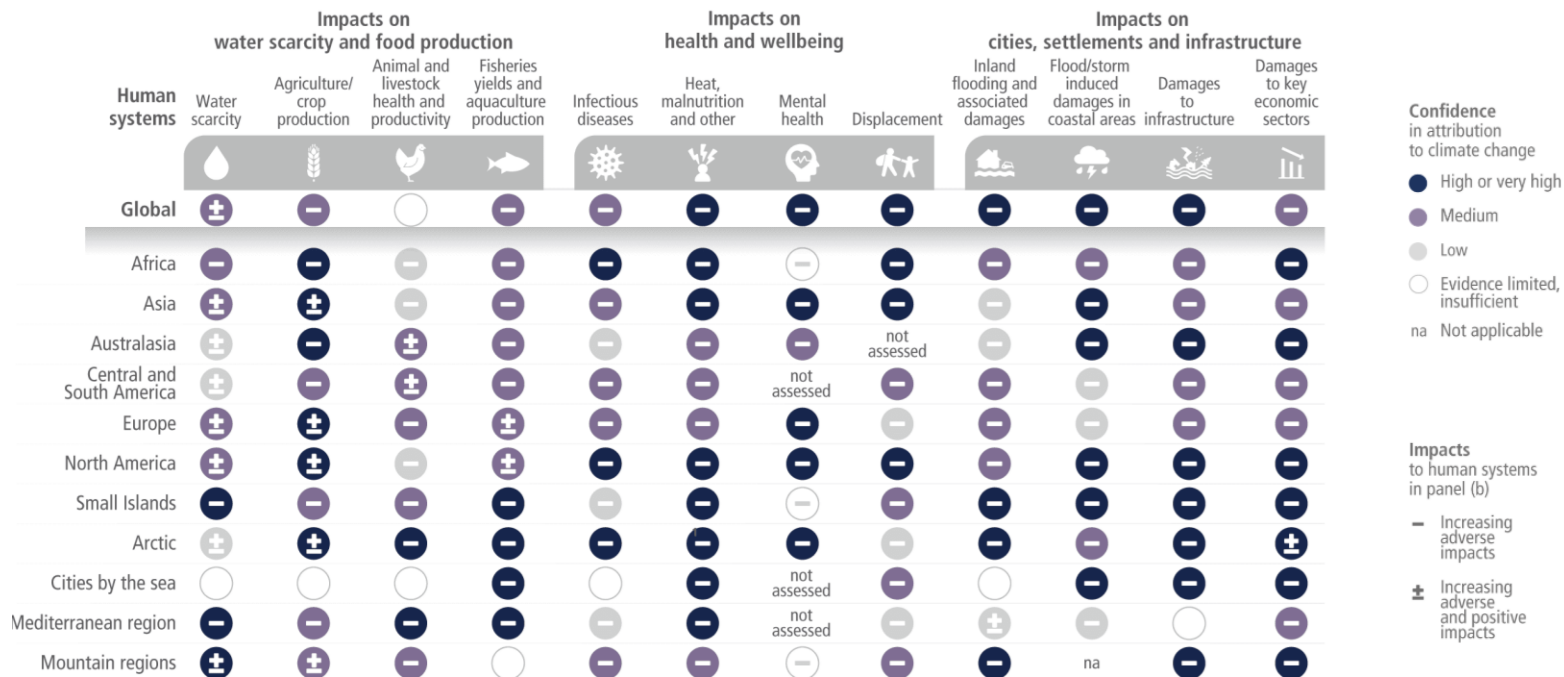 Impacts on
water scarcity and food production
Impacts on
health and wellbeing
Impacts on
cities, settlements and infrastructure
Human
systems
Water
scarcity
Agriculture/
crop
production
Animal and
livestock
health and
productivity
Fisheries
yields and
aquaculture
production
Infectious
diseases
Heat,
malnutrition
and other
Mental
health
Displacement
Inland
flooding and
associated
damages
Flood/storm
induced
damages in
coastal areas
Damages
to
infrastructure
Damages
to key
economic
sectors
Global
± − − − − − − − − − −
Africa
− − − − − − − − − − − −
Asia
± ± − − − − − − − − − −
Australasia
± − ± − − − − not assessed − − − −
Central and
South America
± − ± − − − not assessed − − − − −
Europe
± ± − ± − − − − − − − −
North America
± ± − ± − − − − − − − −
Small Islands
− − − − − − − − − − − −
Arctic
± ± − − − − − − − − − ±
Cities by the sea
− − not assessed − − − −
Mediterranean region
− − − − − − not assessed − ± − −
Mountain regions
± ± − − − − − − na − −
Confidence
in attribution
to climate change
High or very high
Medium
Low
Evidence limited,
insufficient
na Not applicable
Impacts
to human systems
in panel (b)
− Increasing
adverse
impacts
± Increasing
adverse
and positive
impacts